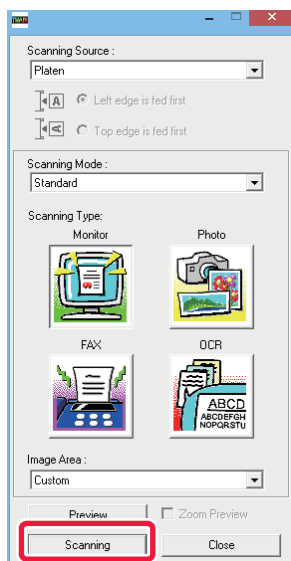 Scanning Source :
Platen
A Left edge is fed first
A Top edge is fed first
Scanning Mode :
Standard
Scanning Type:
Monitor Photo
FAX OCR
ABCD
ABCDEFGH
NOPQRSTU
Image Area :
Custom
Preview Zoom Preview
Scanning Close